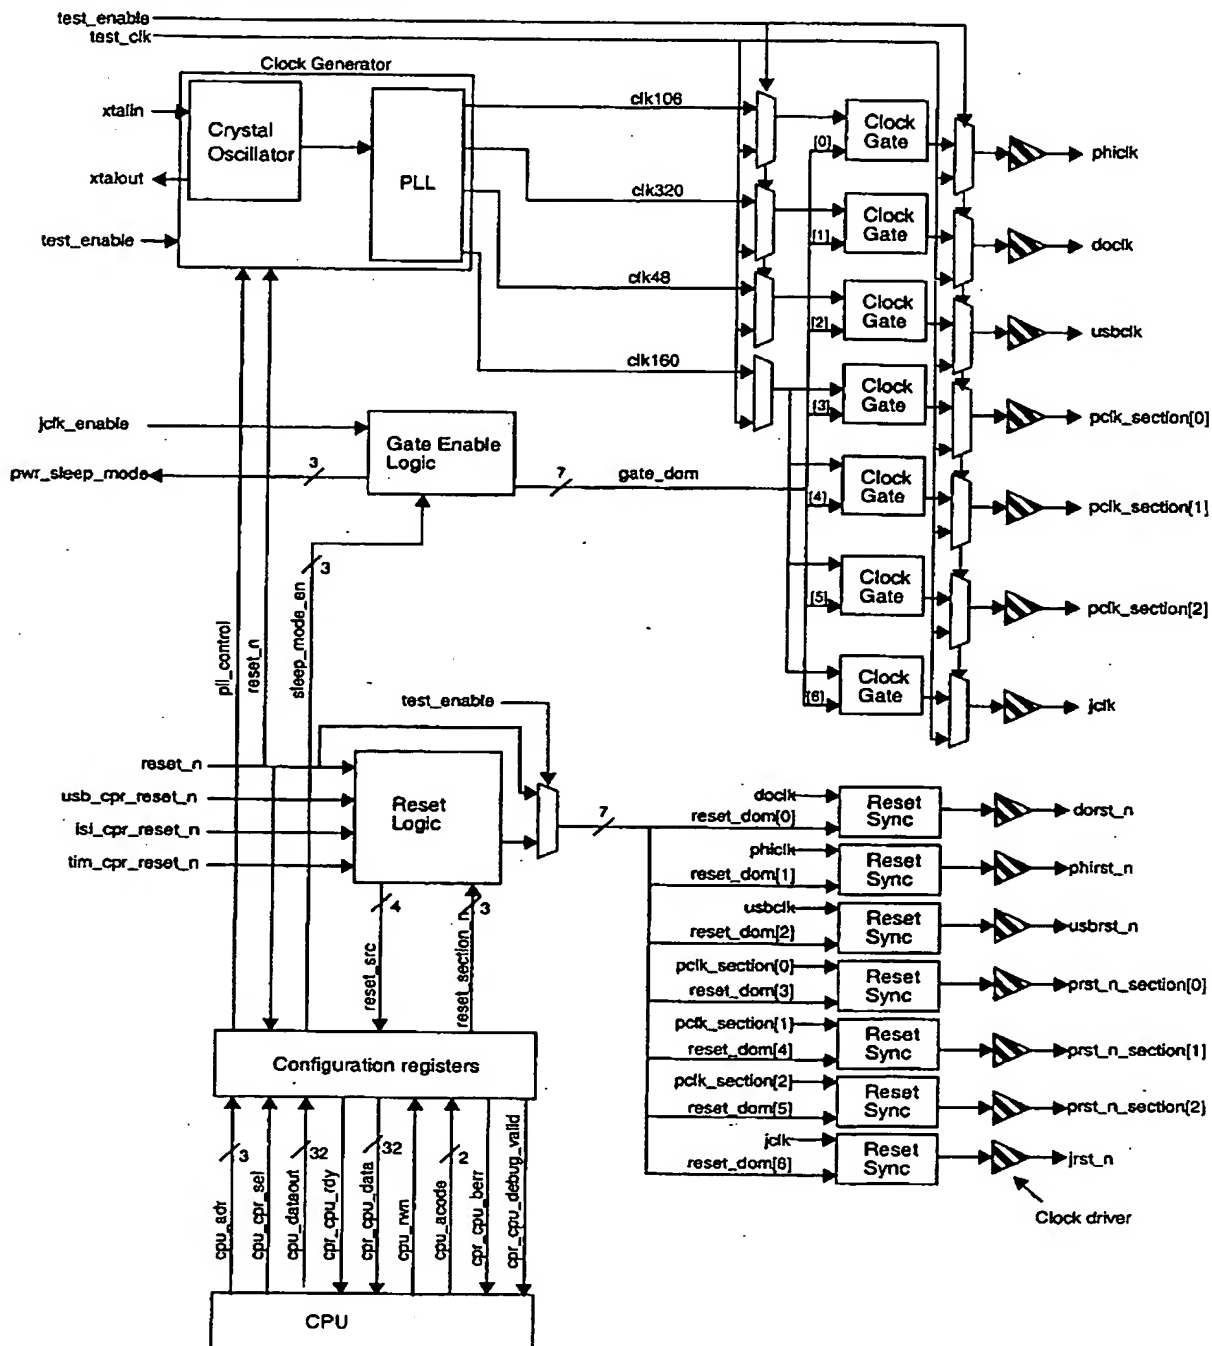 test_enable
test_clk
Clock Generator
xtalin
Crystal
Oscillator
xtalout
PLL
test_enable
clk106
clk320
clk48
clk160
[0]
Clock
Gate
phiclk
[1]
Clock
Gate
doclk
[2]
Clock
Gate
usbclk
[3]
Clock
Gate
pclk_section[0]
[4]
Clock
Gate
pclk_section[1]
[5]
Clock
Gate
pclk_section[2]
[6]
Clock
Gate
jclk
jclk_enable
pwr_sleep_mode
3
Gate Enable
Logic
7
gate_dom
3
pll_control
reset_n
sleep_mode_en
test_enable
reset_n
usb_cpr_reset_n
isi_cpr_reset_n
tim_cpr_reset_n
Reset
Logic
7
4
3
reset_src
reset_section_n
doclk
reset_dom[0]
Reset
Sync
dorst_n
phiclk
reset_dom[1]
Reset
Sync
phirst_n
usbclk
reset_dom[2]
Reset
Sync
usbrst_n
pclk_section[0]
reset_dom[3]
Reset
Sync
prst_n_section[0]
pclk_section[1]
reset_dom[4]
Reset
Sync
prst_n_section[1]
pclk_section[2]
reset_dom[5]
Reset
Sync
prst_n_section[2]
jclk
reset_dom[6]
Reset
Sync
jrst_n
Clock driver
Configuration registers
3
32
32
2
cpu_adr
cpu_cpr_sel
cpu_dataout
cpr_cpu_rdy
cpr_cpu_data
cpu_rwn
cpu_acode
cpr_cpu_berr
cpr_cpu_debug_valid
CPU